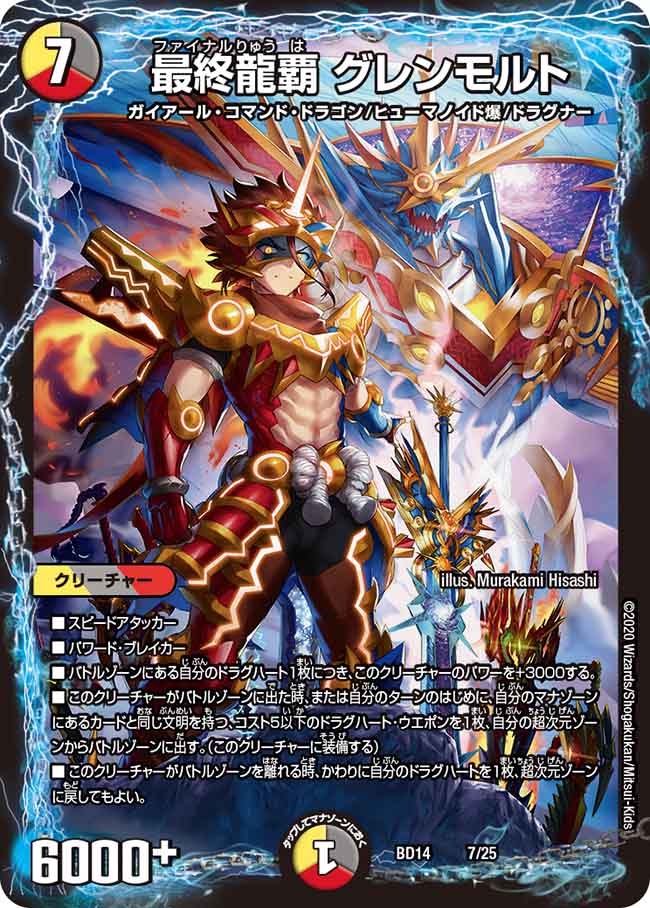 7
ファイナルりゅう は
最終龍覇 グレンモルト
ガイアール・コマンド・ドラゴン/ヒューマノイド爆/ドラグナー
illus. Murakami Hisashi
クリーチャー
■スピードアタッカー
■パワード・ブレイカー
■バトルゾーンにある自分のドラグハート1枚につき、このクリーチャーのパワーを+3000する。
■このクリーチャーがバトルゾーンに出た時、または自分のターンのはじめに、自分のマナゾーン
にあるカードと同じ文明を持つ、コスト5以下のドラグハート・ウエポンを1枚、自分の超次元ゾー
ンからバトルゾーンに出す。(このクリーチャーに装備する)
■このクリーチャーがバトルゾーンを離れる時、かわりに自分のドラグハートを1枚、超次元ゾーン
に戻してもよい。
©2020 Wizards/Shogakukan/Mitsui-Kids
6000+
タップしてマナゾーンにおく
1
BD14 7/25